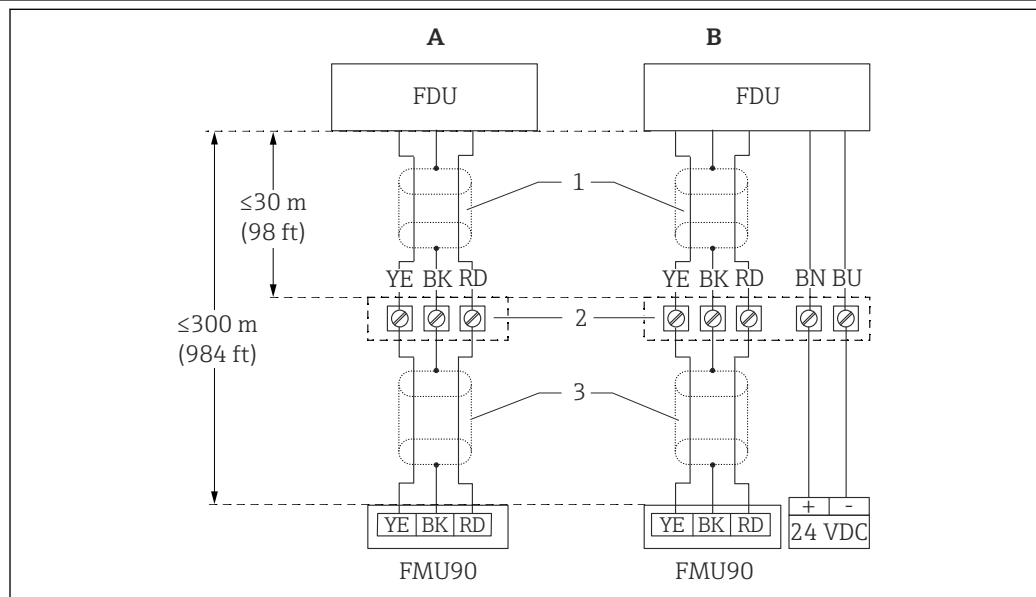 A B
FDU FDU
1
≤30 m
(98 ft)
YE BK RD YE BK RD BN BU
2
≤300 m
(984 ft)
3
YE BK RD YE BK RD + -
24 VDC
FMU90 FMU90